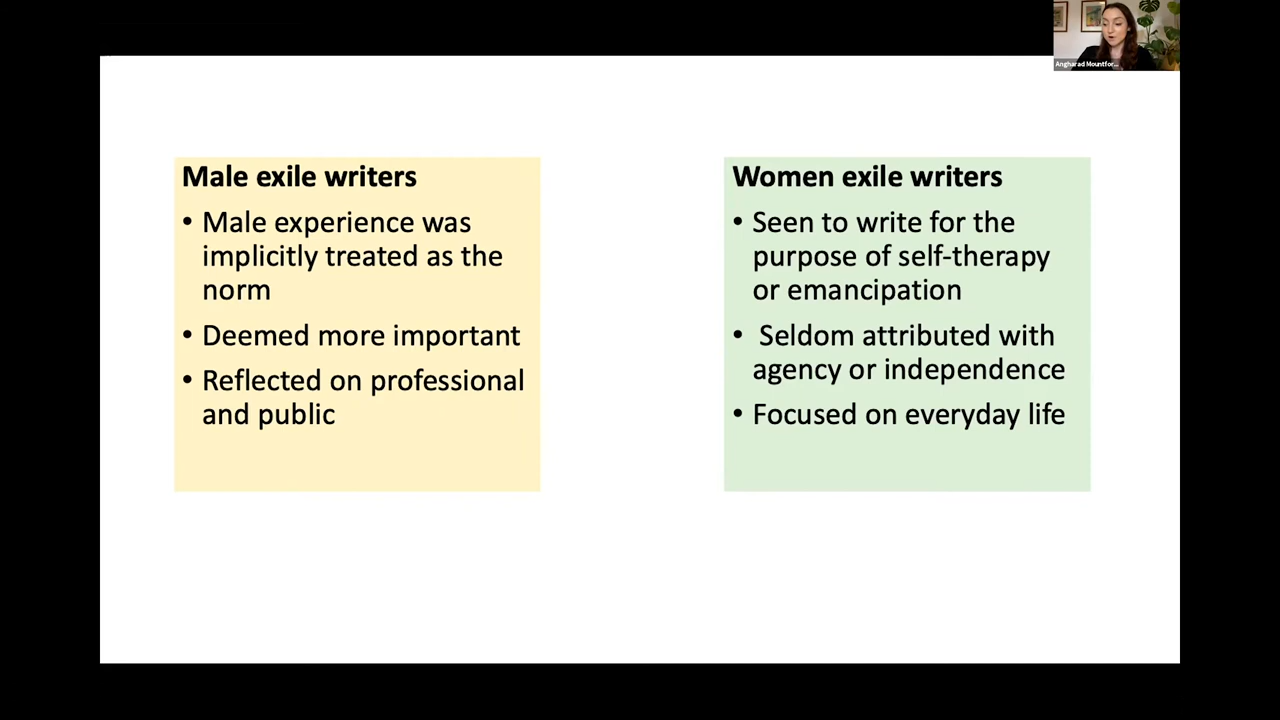 Angharad Mountfor...
Male exile writers
• Male experience was
implicitly treated as the
norm
• Deemed more important
• Reflected on professional
and public
Women exile writers
• Seen to write for the
purpose of self-therapy
or emancipation
• Seldom attributed with
agency or independence
• Focused on everyday life